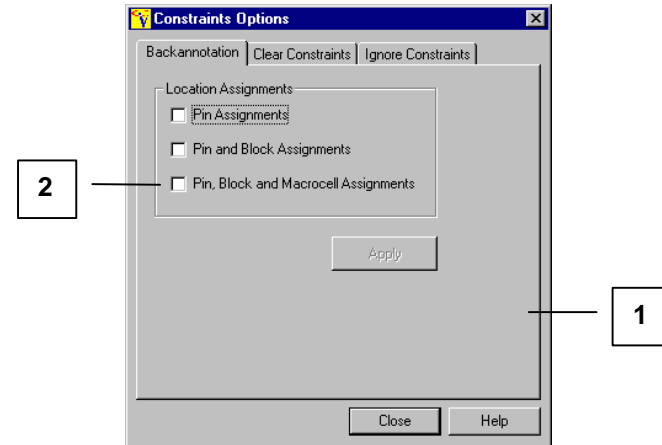 Constraints Options
Backannotation Clear Constraints Ignore Constraints
Location Assignments
Pin Assignments
Pin and Block Assignments
2
Pin, Block and Macrocell Assignments
Apply
1
Close Help